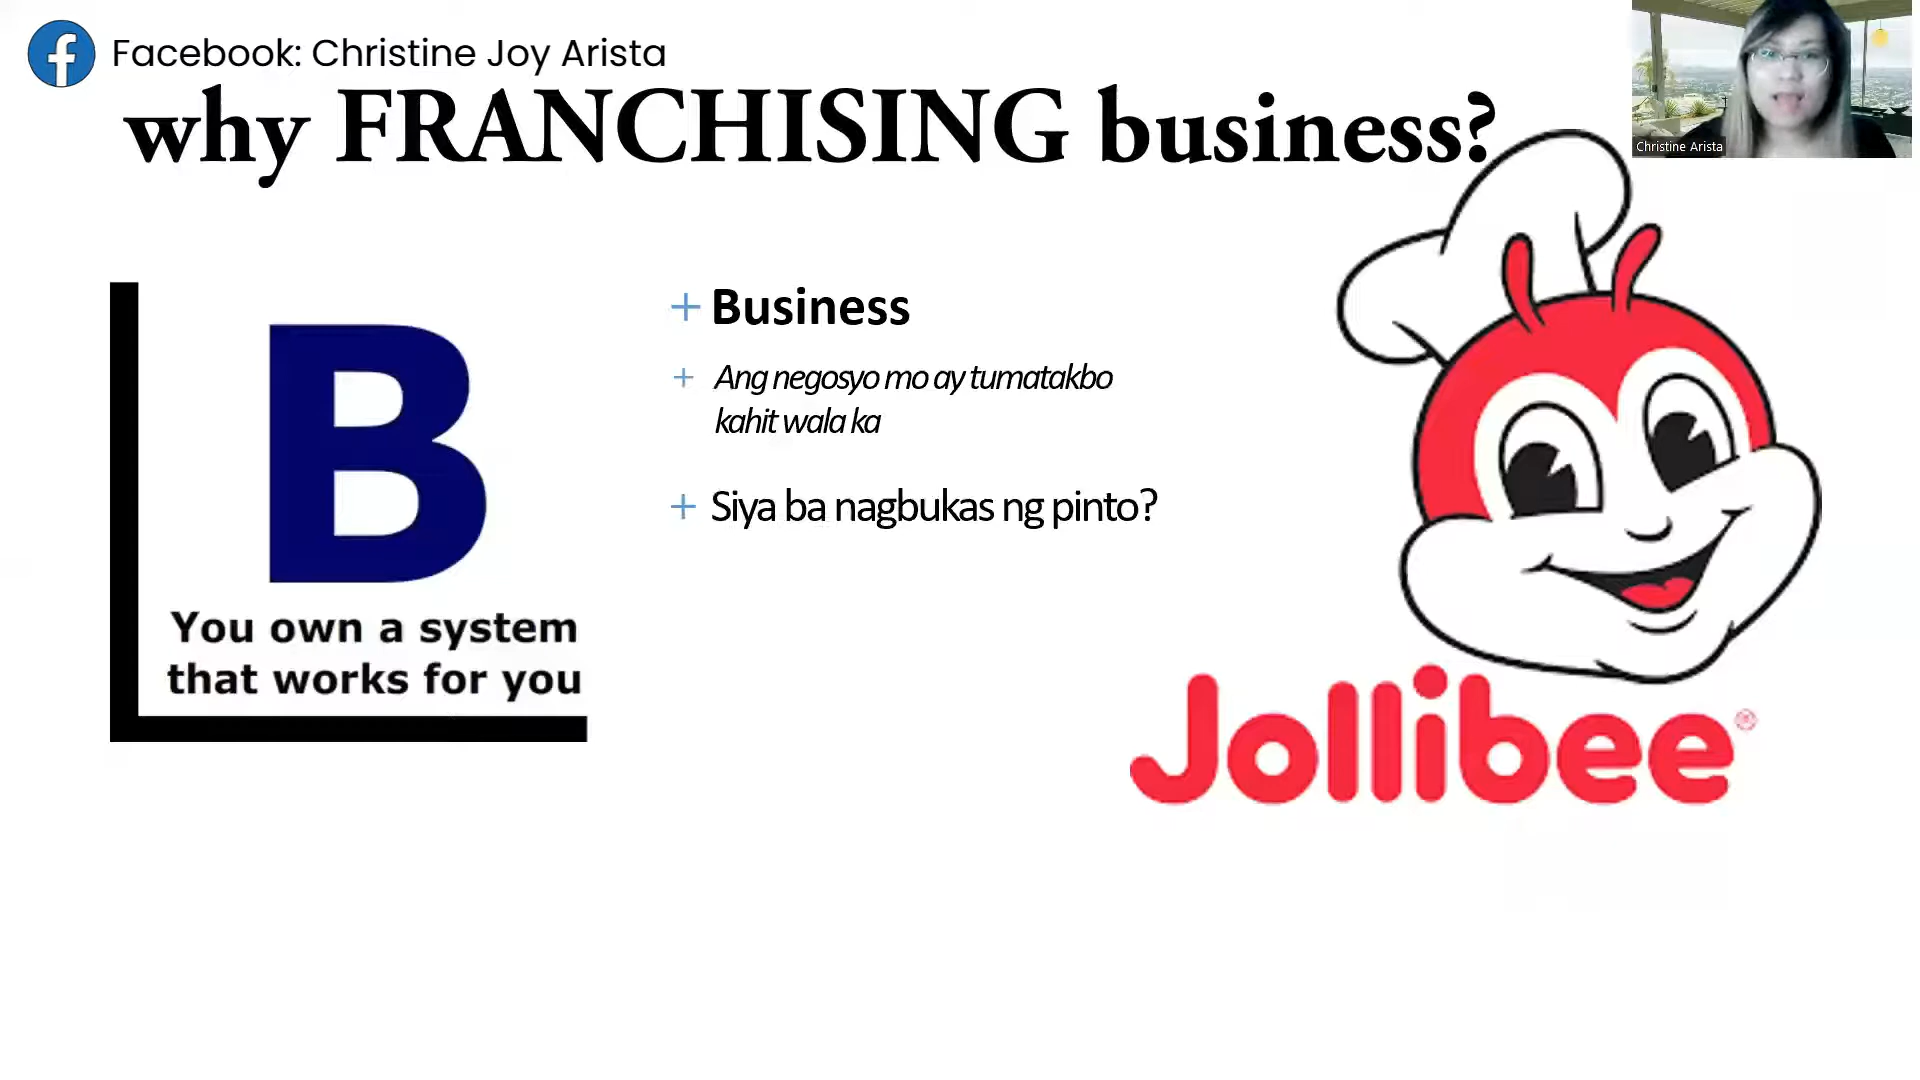 Facebook: Christine Joy Arista
why FRANCHISING business?
Christine Arista
B
You own a system
that works for you
+ Business
+ Ang negosyo mo ay tumatakbo
kahit wala ka
+ Siya ba nagbukas ng pinto?
Jollibee®